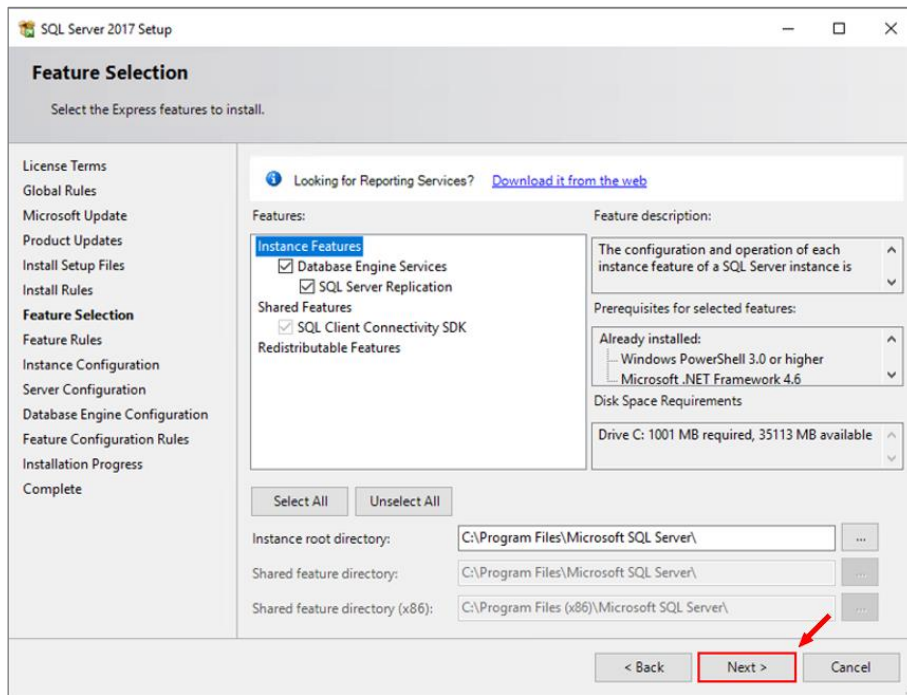 SQL Server 2017 Setup
Feature Selection
Select the Express features to install.
License Terms
Global Rules
Microsoft Update
Product Updates
Install Setup Files
Install Rules
Feature Selection
Feature Rules
Instance Configuration
Server Configuration
Database Engine Configuration
Feature Configuration Rules
Installation Progress
Complete
Looking for Reporting Services? Download it from the web
Features:
Instance Features
Database Engine Services
SQL Server Replication
Shared Features
SQL Client Connectivity SDK
Redistributable Features
Feature description:
The configuration and operation of each
instance feature of a SQL Server instance is
Prerequisites for selected features:
Already installed:
Windows PowerShell 3.0 or higher
Microsoft .NET Framework 4.6
Disk Space Requirements
Drive C: 1001 MB required, 35113 MB available
Select All
Unselect All
Instance root directory: C:\Program Files\Microsoft SQL Server\ ...
Shared feature directory: C:\Program Files\Microsoft SQL Server\ ...
Shared feature directory (x86): C:\Program Files (x86)\Microsoft SQL Server\ ...
< Back
Next >
Cancel